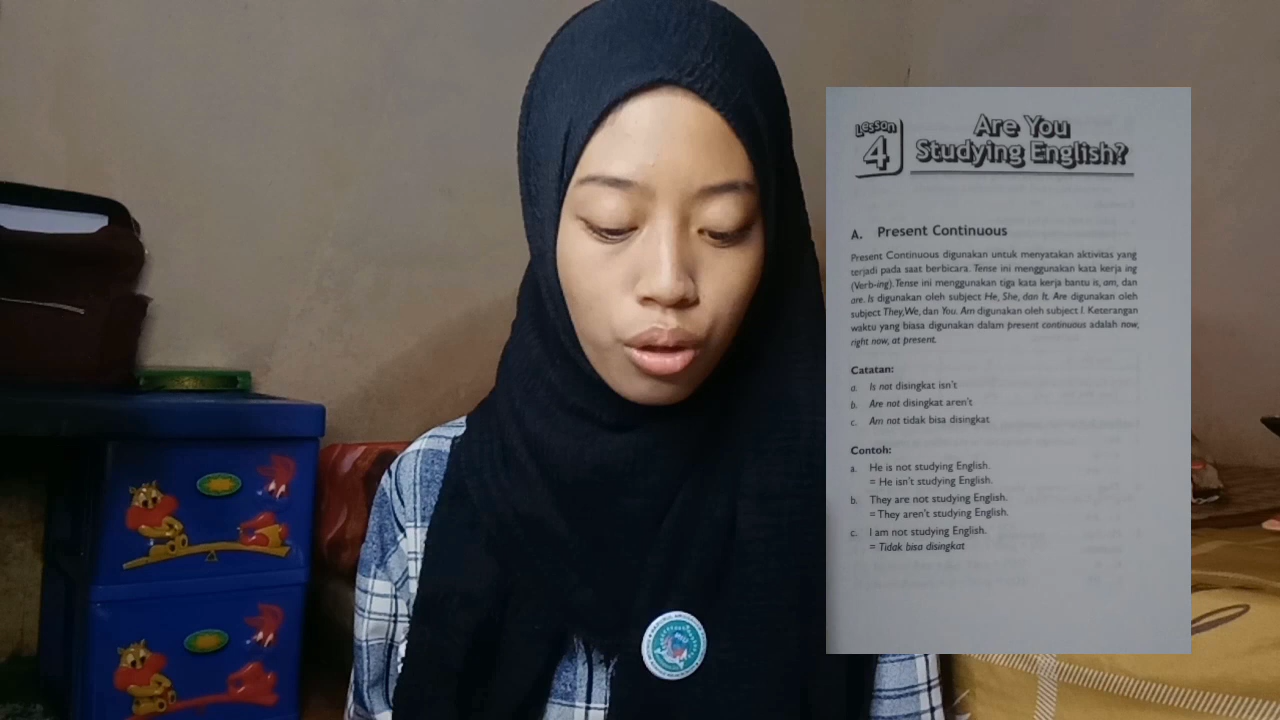 Lesson
4
Are You
Studying English?
A. Present Continuous
Present Continuous digunakan untuk menyatakan aktivitas yang
terjadi pada saat berbicara. Tense ini menggunakan kata kerja ing
(Verb-ing). Tense ini menggunakan tiga kata kerja bantu is, am, dan
are. Is digunakan oleh subject He, She, dan It. Are digunakan oleh
subject They, We, dan You. Am digunakan oleh subject I. Keterangan
waktu yang biasa digunakan dalam present continuous adalah now,
right now, at present.
Catatan:
a. Is not disingkat isn't
b. Are not disingkat aren't
c. Am not tidak bisa disingkat
Contoh:
a. He is not studying English.
= He isn't studying English.
b. They are not studying English.
= They aren't studying English.
c. I am not studying English.
= Tidak bisa disingkat